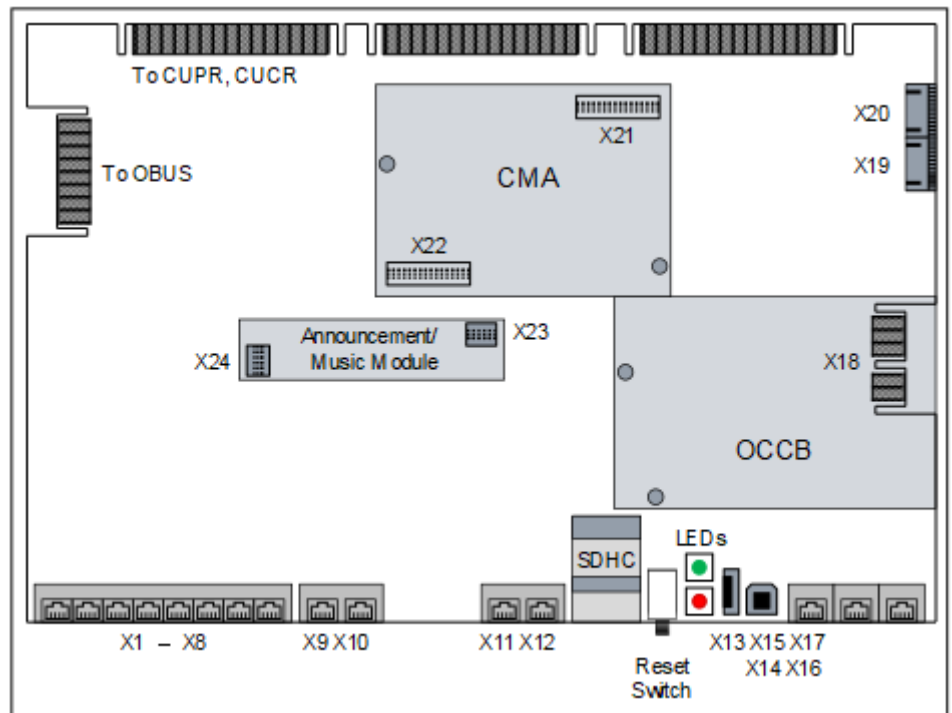 To CUPR, CUCR
X20
X21
X19
To OBUS
CMA
X22
Announcement/
Music Module
X23
X24
X18
OCCB
LEDs
SDHC
X1 – X8
X9 X10
X11 X12
X13 X15 X17
X14 X16
Reset
Switch